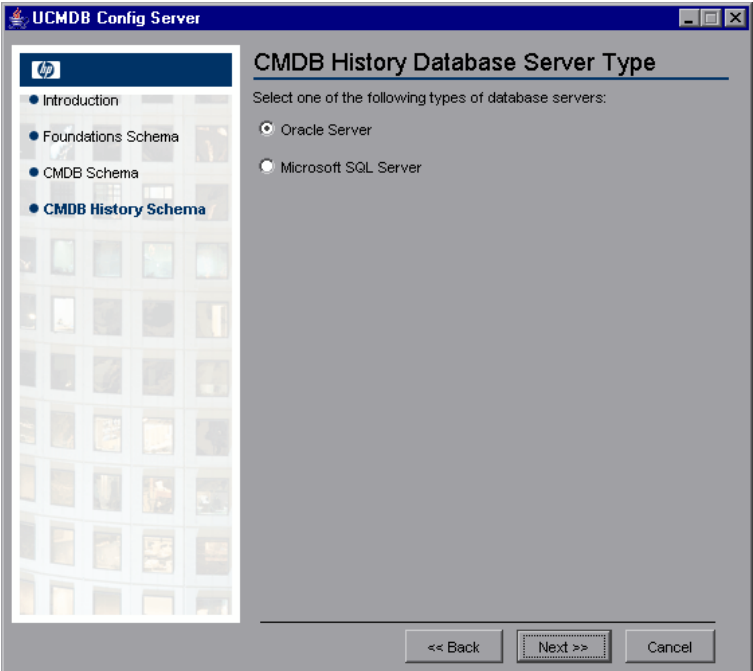 UCMDB Config Server
hp
CMDB History Database Server Type
Introduction
Foundations Schema
CMDB Schema
CMDB History Schema
Select one of the following types of database servers:
Oracle Server
Microsoft SQL Server
<< Back
Next >>
Cancel